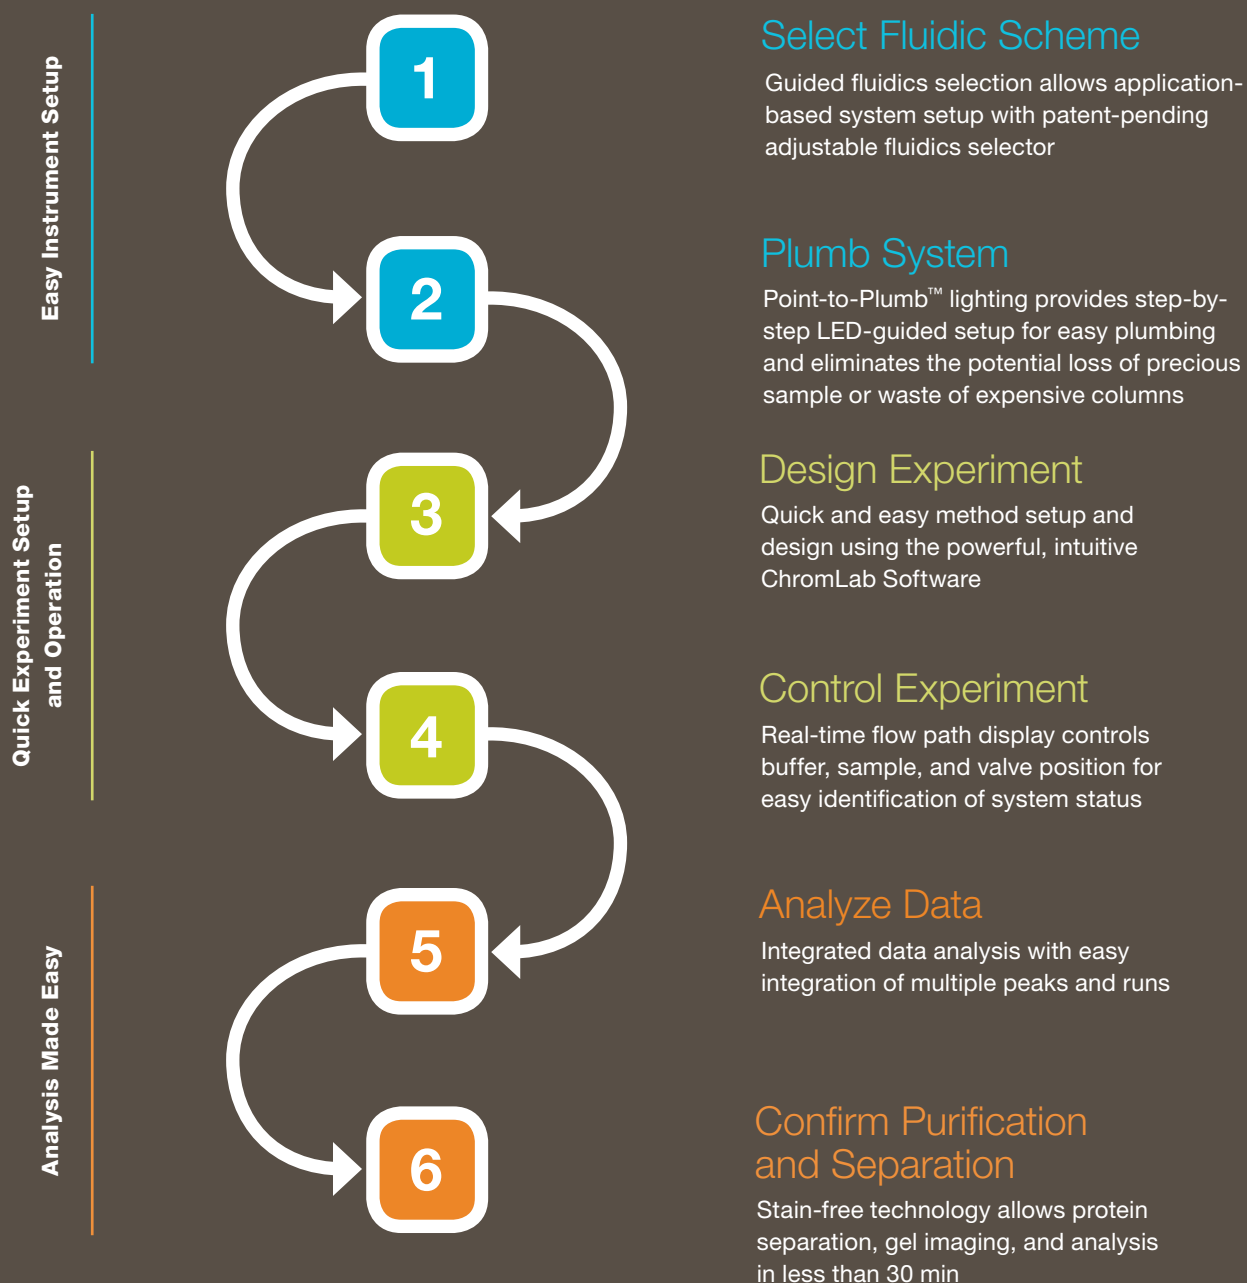 Easy Instrument Setup
1
Select Fluidic Scheme
Guided fluidics selection allows application-
based system setup with patent-pending
adjustable fluidics selector
2
Plumb System
Point-to-Plumb™ lighting provides step-by-
step LED-guided setup for easy plumbing
and eliminates the potential loss of precious
sample or waste of expensive columns
Quick Experiment Setup
and Operation
3
Design Experiment
Quick and easy method setup and
design using the powerful, intuitive
ChromLab Software
4
Control Experiment
Real-time flow path display controls
buffer, sample, and valve position for
easy identification of system status
Analysis Made Easy
5
Analyze Data
Integrated data analysis with easy
integration of multiple peaks and runs
6
Confirm Purification
and Separation
Stain-free technology allows protein
separation, gel imaging, and analysis
in less than 30 min